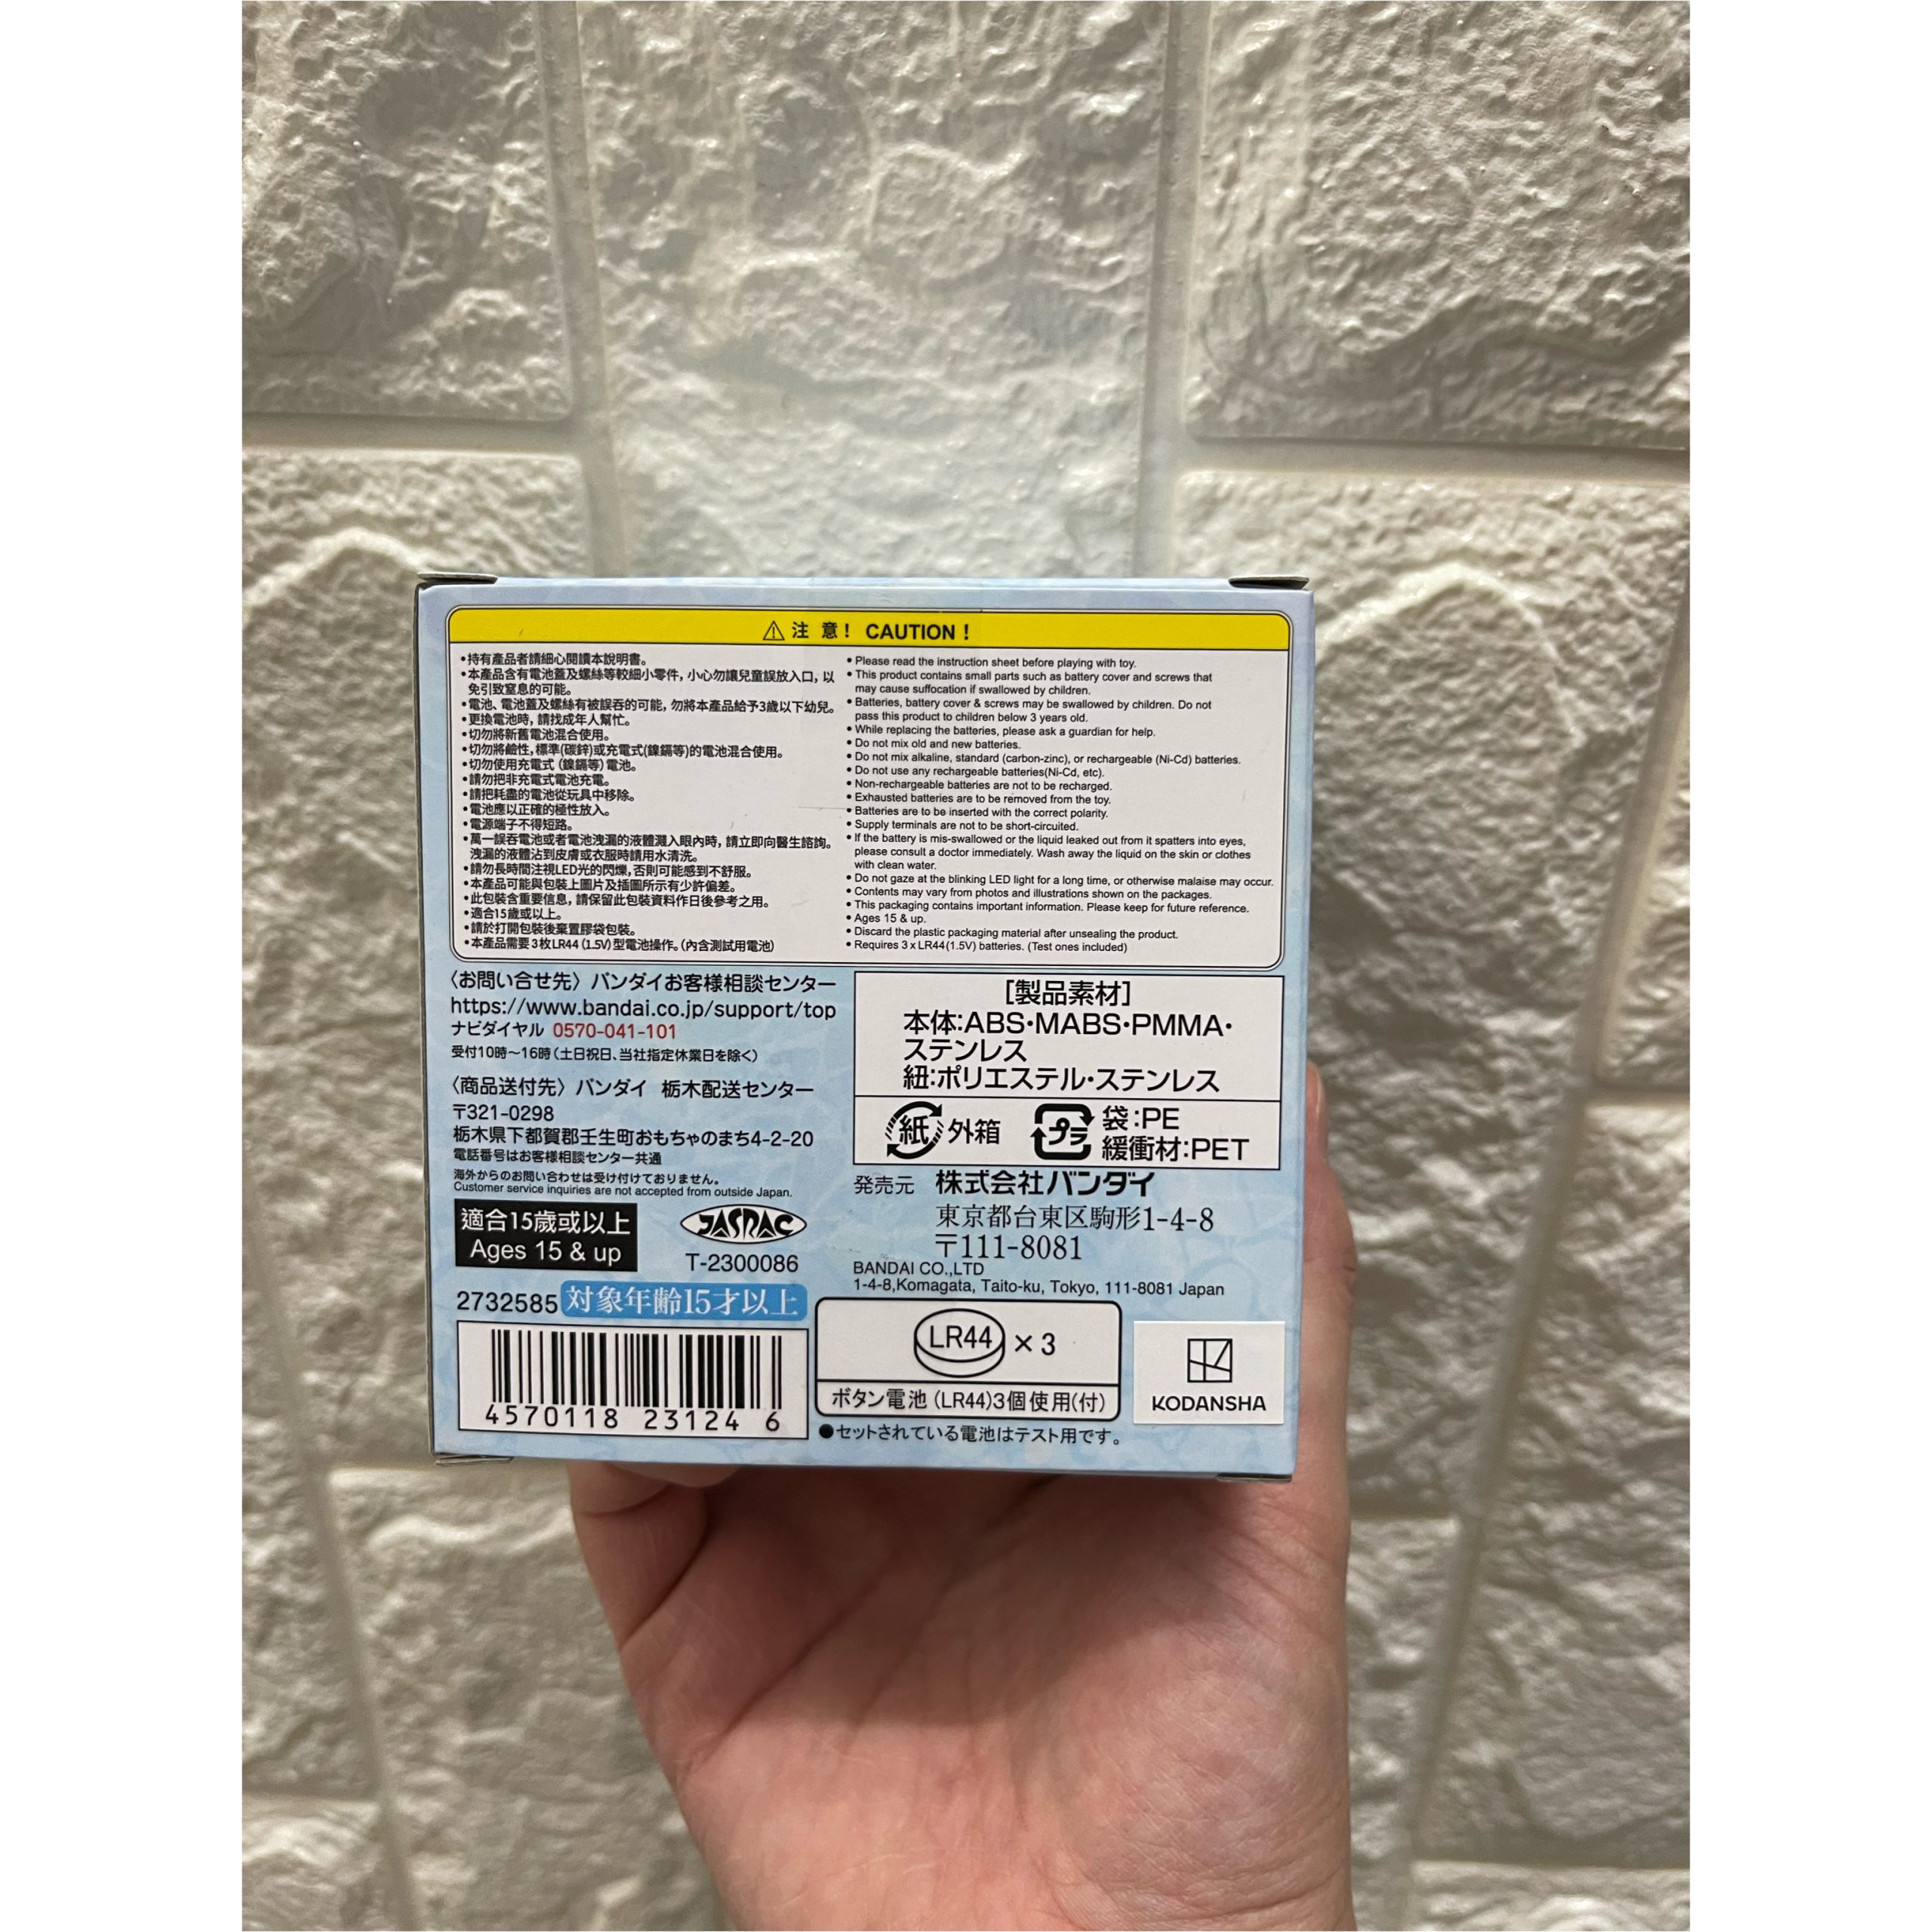 ⚠注 意! CAUTION!
•持有產品者請細心閱讀本說明書。
•本產品含有電池蓋及螺絲等較細小零件，小心勿讓兒童誤放入口，以
免引致窒息的可能。
•電池、電池蓋及螺絲有被誤吞的可能，勿將本產品給予3歲以下幼兒。
•更換電池時，請找成年人幫忙。
•切勿將新舊電池混合使用。
•切勿將鹼性，標準(碳鋅)或充電式(鎳鎘等)的電池混合使用。
•切勿使用充電式（鎳鎘等）電池。
•請勿把非充電式電池充電。
•請把耗盡的電池從玩具中移除。
•電池應以正確的極性放入。
•電源端子不得短路。
•萬一誤吞電池或者電池洩漏的液體濺入眼內時，請立即向醫生諮詢。
洩漏的液體沾到皮膚或衣服時請用水清洗。
•請勿長時間注視LED光的閃爍，否則可能感到不舒服。
•本產品可能與包裝上圖片及插圖所示有少許偏差。
•此包裝含重要信息，請保留此包裝資料作日後參考之用。
•適合15歲或以上。
•請於打開包裝後棄置膠袋包裝。
•本產品需要3枚LR44（1.5V）型電池操作。（內含測試用電池）
• Please read the instruction sheet before playing with toy.
• This product contains small parts such as battery cover and screws that
may cause suffocation if swallowed by children.
• Batteries, battery cover & screws may be swallowed by children. Do not
pass this product to children below 3 years old.
• While replacing the batteries, please ask a guardian for help.
• Do not mix old and new batteries.
• Do not mix alkaline, standard (carbon-zinc), or rechargeable (Ni-Cd) batteries.
• Do not use any rechargeable batteries(Ni-Cd, etc).
• Non-rechargeable batteries are not to be recharged.
• Exhausted batteries are to be removed from the toy.
• Batteries are to be inserted with the correct polarity.
• Supply terminals are not to be short-circuited.
• If the battery is mis-swallowed or the liquid leaked out from it spatters into eyes,
please consult a doctor immediately. Wash away the liquid on the skin or clothes
with clean water.
• Do not gaze at the blinking LED light for a long time, or otherwise malaise may occur.
• Contents may vary from photos and illustrations shown on the packages.
• This packaging contains important information. Please keep for future reference.
• Ages 15 & up.
• Discard the plastic packaging material after unsealing the product.
• Requires 3 x LR44(1.5V) batteries. (Test ones included)
〈お問い合せ先〉バンダイお客様相談センター
https://www.bandai.co.jp/support/top
ナビダイヤル 0570-041-101
受付10時～16時（土日祝日、当社指定休業日を除く）
〈商品送付先〉バンダイ 栃木配送センター
〒321-0298
栃木県下都賀郡壬生町おもちゃのまち4-2-20
電話番号はお客様相談センター共通
海外からのお問い合わせは受け付けておりません。
Customer service inquiries are not accepted from outside Japan.
適合15歲或以上
Ages 15 & up
JASRAC
T-2300086
2732585 対象年齢15才以上
4570118 23124 6
[製品素材]
本体:ABS・MABS・PMMA・
ステンレス
紐:ポリエステル・ステンレス
紙 外箱
プラ 袋:PE
緩衝材:PET
発売元 株式会社バンダイ
東京都台東区駒形1-4-8
〒111-8081
BANDAI CO.,LTD
1-4-8,Komagata, Taito-ku, Tokyo, 111-8081 Japan
LR44 ×3
ボタン電池（LR44)3個使用(付)
●セットされている電池はテスト用です。
KODANSHA